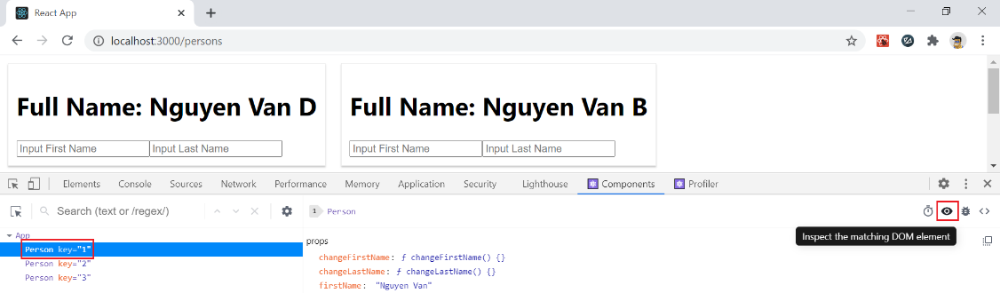 React App
localhost:3000/persons
Full Name: Nguyen Van D
Full Name: Nguyen Van B
Input First Name
Input Last Name
Input First Name
Input Last Name
Elements Console Sources Network Performance Memory Application Security Lighthouse Components Profiler
Search (text or /regex/)
1 Person
App
Inspect the matching DOM element
Person key="1"
props
Person key="2"
changeFirstName: ƒ changeFirstName() {}
changeLastName: ƒ changeLastName() {}
Person key="3"
firstName: "Nguyen Van"